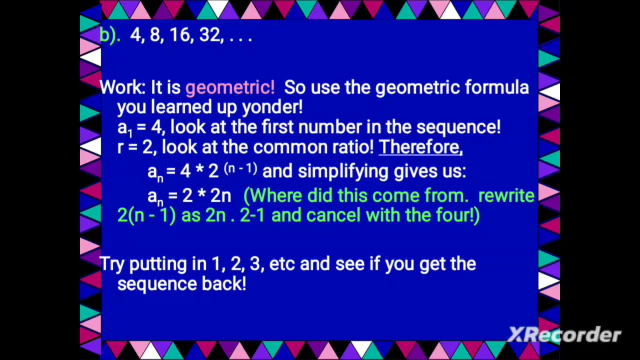 b). 4, 8, 16, 32, . . .
Work: It is geometric! So use the geometric formula
you learned up yonder!
a1 = 4, look at the first number in the sequence!
r = 2, look at the common ratio! Therefore,
an = 4 * 2 (n - 1) and simplifying gives us:
an = 2 * 2n (Where did this come from. rewrite
2(n - 1) as 2n . 2-1 and cancel with the four!)
Try putting in 1, 2, 3, etc and see if you get the
sequence back!
XRecorder